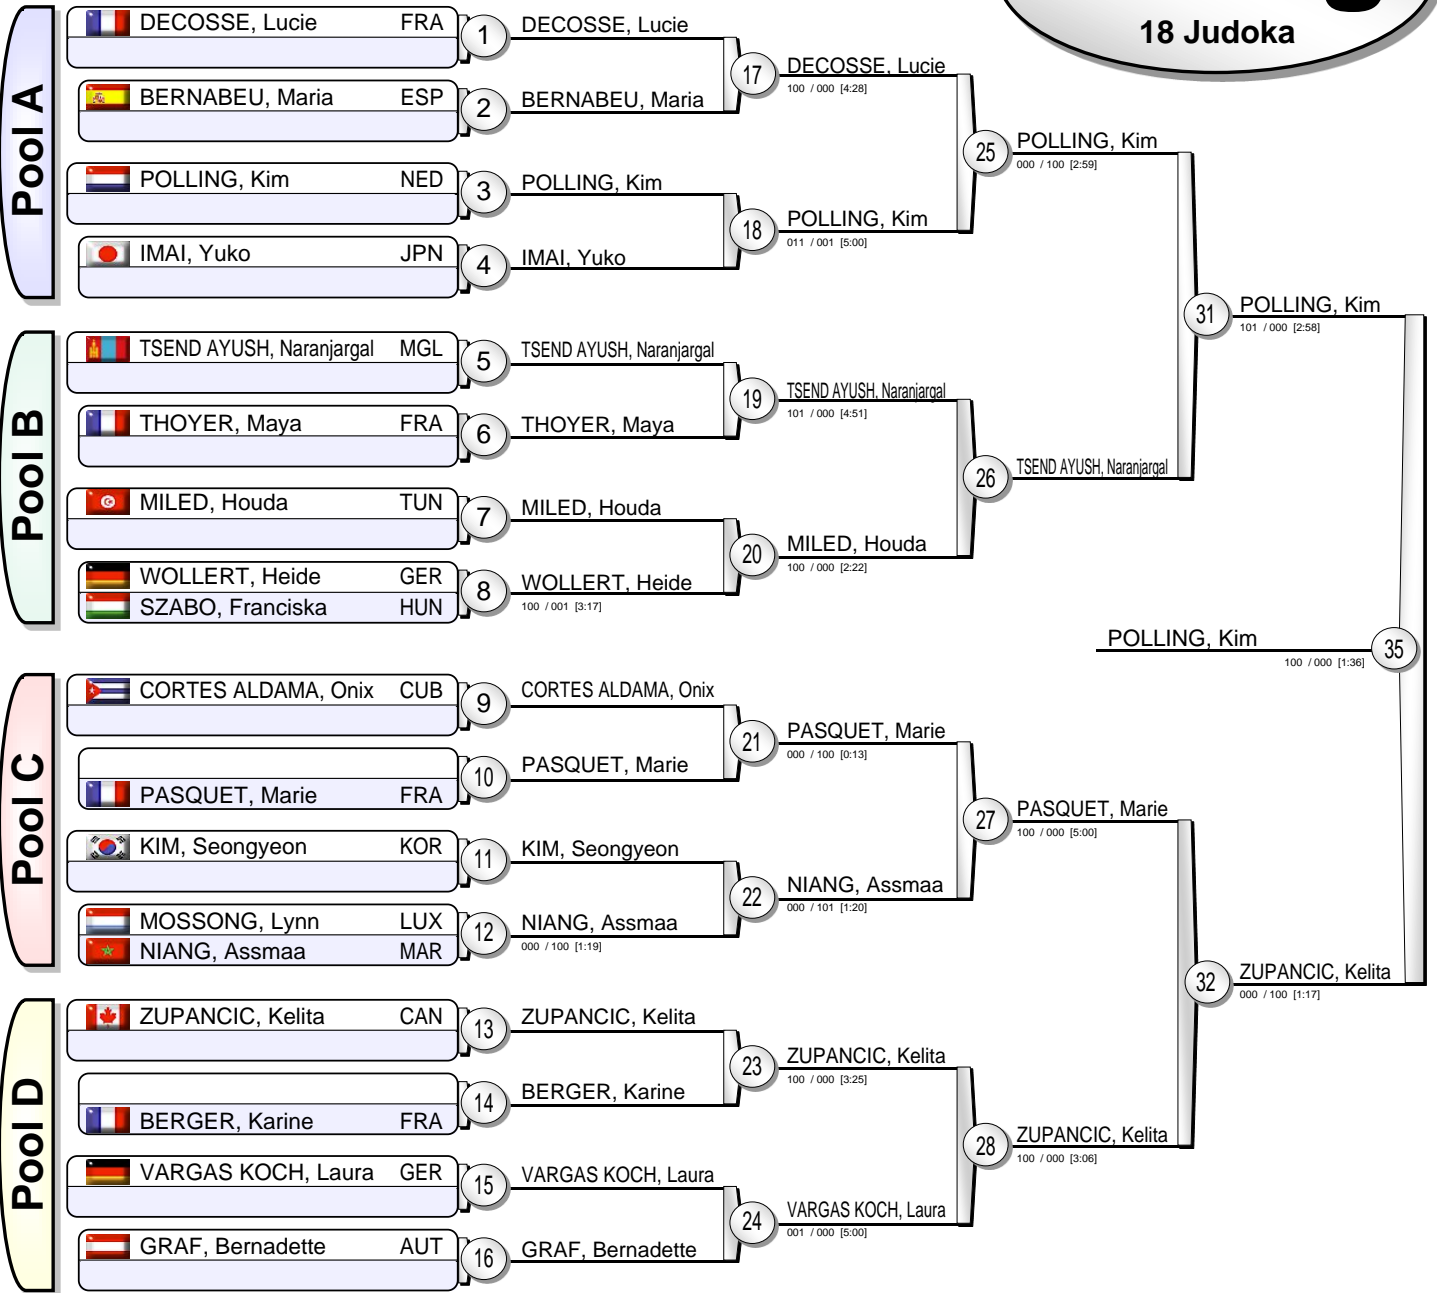 18 Judoka
Pool A
DECOSSE, Lucie FRA
1
DECOSSE, Lucie
BERNABEU, Maria ESP
2
BERNABEU, Maria
17
DECOSSE, Lucie
100 / 000 [4:28]
POLLING, Kim NED
3
POLLING, Kim
IMAI, Yuko JPN
4
IMAI, Yuko
18
POLLING, Kim
011 / 001 [5:00]
25
POLLING, Kim
000 / 100 [2:59]
Pool B
TSEND AYUSH, Naranjargal MGL
5
TSEND AYUSH, Naranjargal
THOYER, Maya FRA
6
THOYER, Maya
19
TSEND AYUSH, Naranjargal
101 / 000 [4:51]
MILED, Houda TUN
7
MILED, Houda
WOLLERT, Heide GER
SZABO, Franciska HUN
8
WOLLERT, Heide
100 / 001 [3:17]
20
MILED, Houda
100 / 000 [2:22]
26
TSEND AYUSH, Naranjargal
31
POLLING, Kim
101 / 000 [2:58]
Pool C
CORTES ALDAMA, Onix CUB
9
CORTES ALDAMA, Onix
PASQUET, Marie FRA
10
PASQUET, Marie
21
PASQUET, Marie
000 / 100 [0:13]
KIM, Seongyeon KOR
11
KIM, Seongyeon
MOSSONG, Lynn LUX
NIANG, Assmaa MAR
12
NIANG, Assmaa
000 / 100 [1:19]
22
NIANG, Assmaa
000 / 101 [1:20]
27
PASQUET, Marie
100 / 000 [5:00]
Pool D
ZUPANCIC, Kelita CAN
13
ZUPANCIC, Kelita
BERGER, Karine FRA
14
BERGER, Karine
23
ZUPANCIC, Kelita
100 / 000 [3:25]
VARGAS KOCH, Laura GER
15
VARGAS KOCH, Laura
GRAF, Bernadette AUT
16
GRAF, Bernadette
24
VARGAS KOCH, Laura
001 / 000 [5:00]
28
ZUPANCIC, Kelita
100 / 000 [3:06]
32
ZUPANCIC, Kelita
000 / 100 [1:17]
POLLING, Kim
100 / 000 [1:36]
35